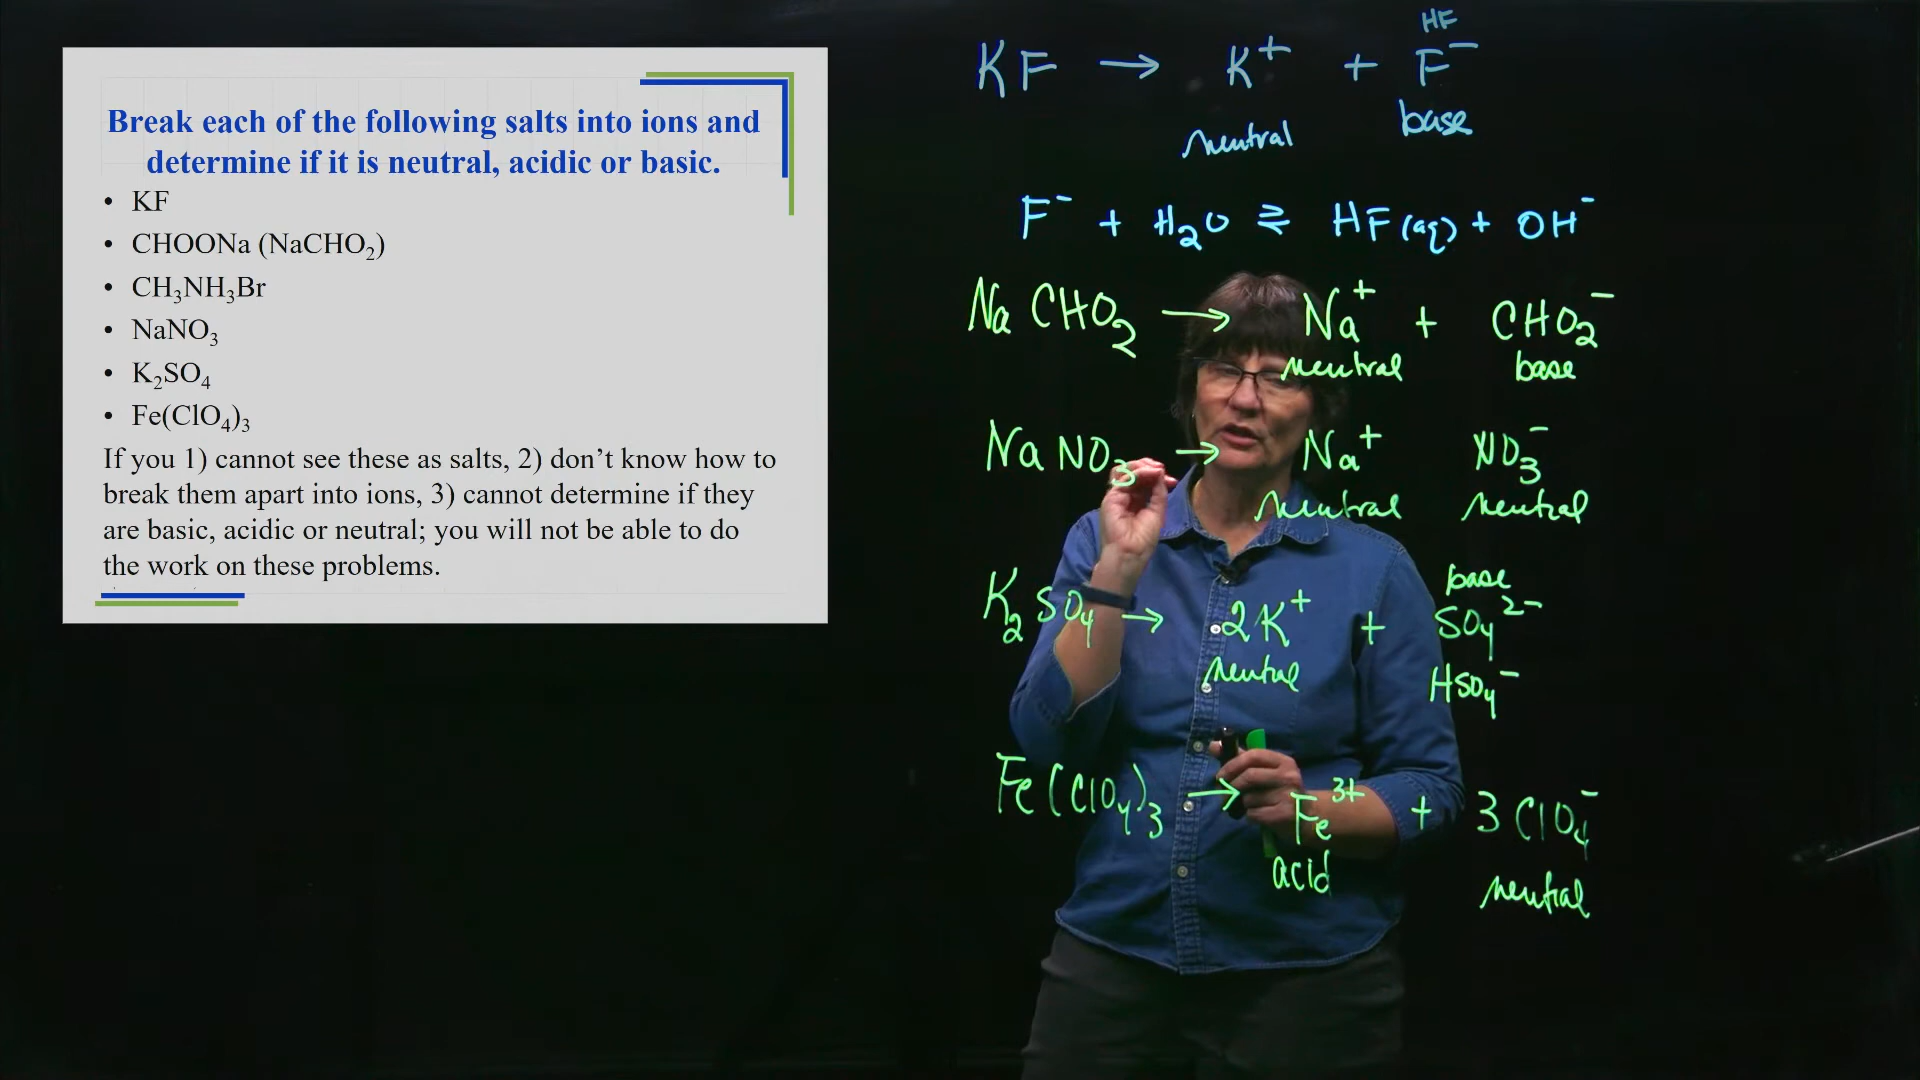 Break each of the following salts into ions and
determine if it is neutral, acidic or basic.
• KF
• CHOONa (NaCHO₂)
• CH₃NH₃Br
• NaNO₃
• K₂SO₄
• Fe(ClO₄)₃
If you 1) cannot see these as salts, 2) don’t know how to
break them apart into ions, 3) cannot determine if they
are basic, acidic or neutral; you will not be able to do
the work on these problems.
HF
KF → K⁺ + F⁻
neutral base
F⁻ + H₂O ⇄ HF(aq) + OH⁻
NaCHO₂ → Na⁺ + CHO₂⁻
neutral base
NaNO₃ → Na⁺ NO₃⁻
neutral neutral
base
K₂SO₄ → 2K⁺ + SO₄²⁻
neutral HSO₄⁻
Fe(ClO₄)₃ → Fe³⁺ + 3ClO₄⁻
acid neutral